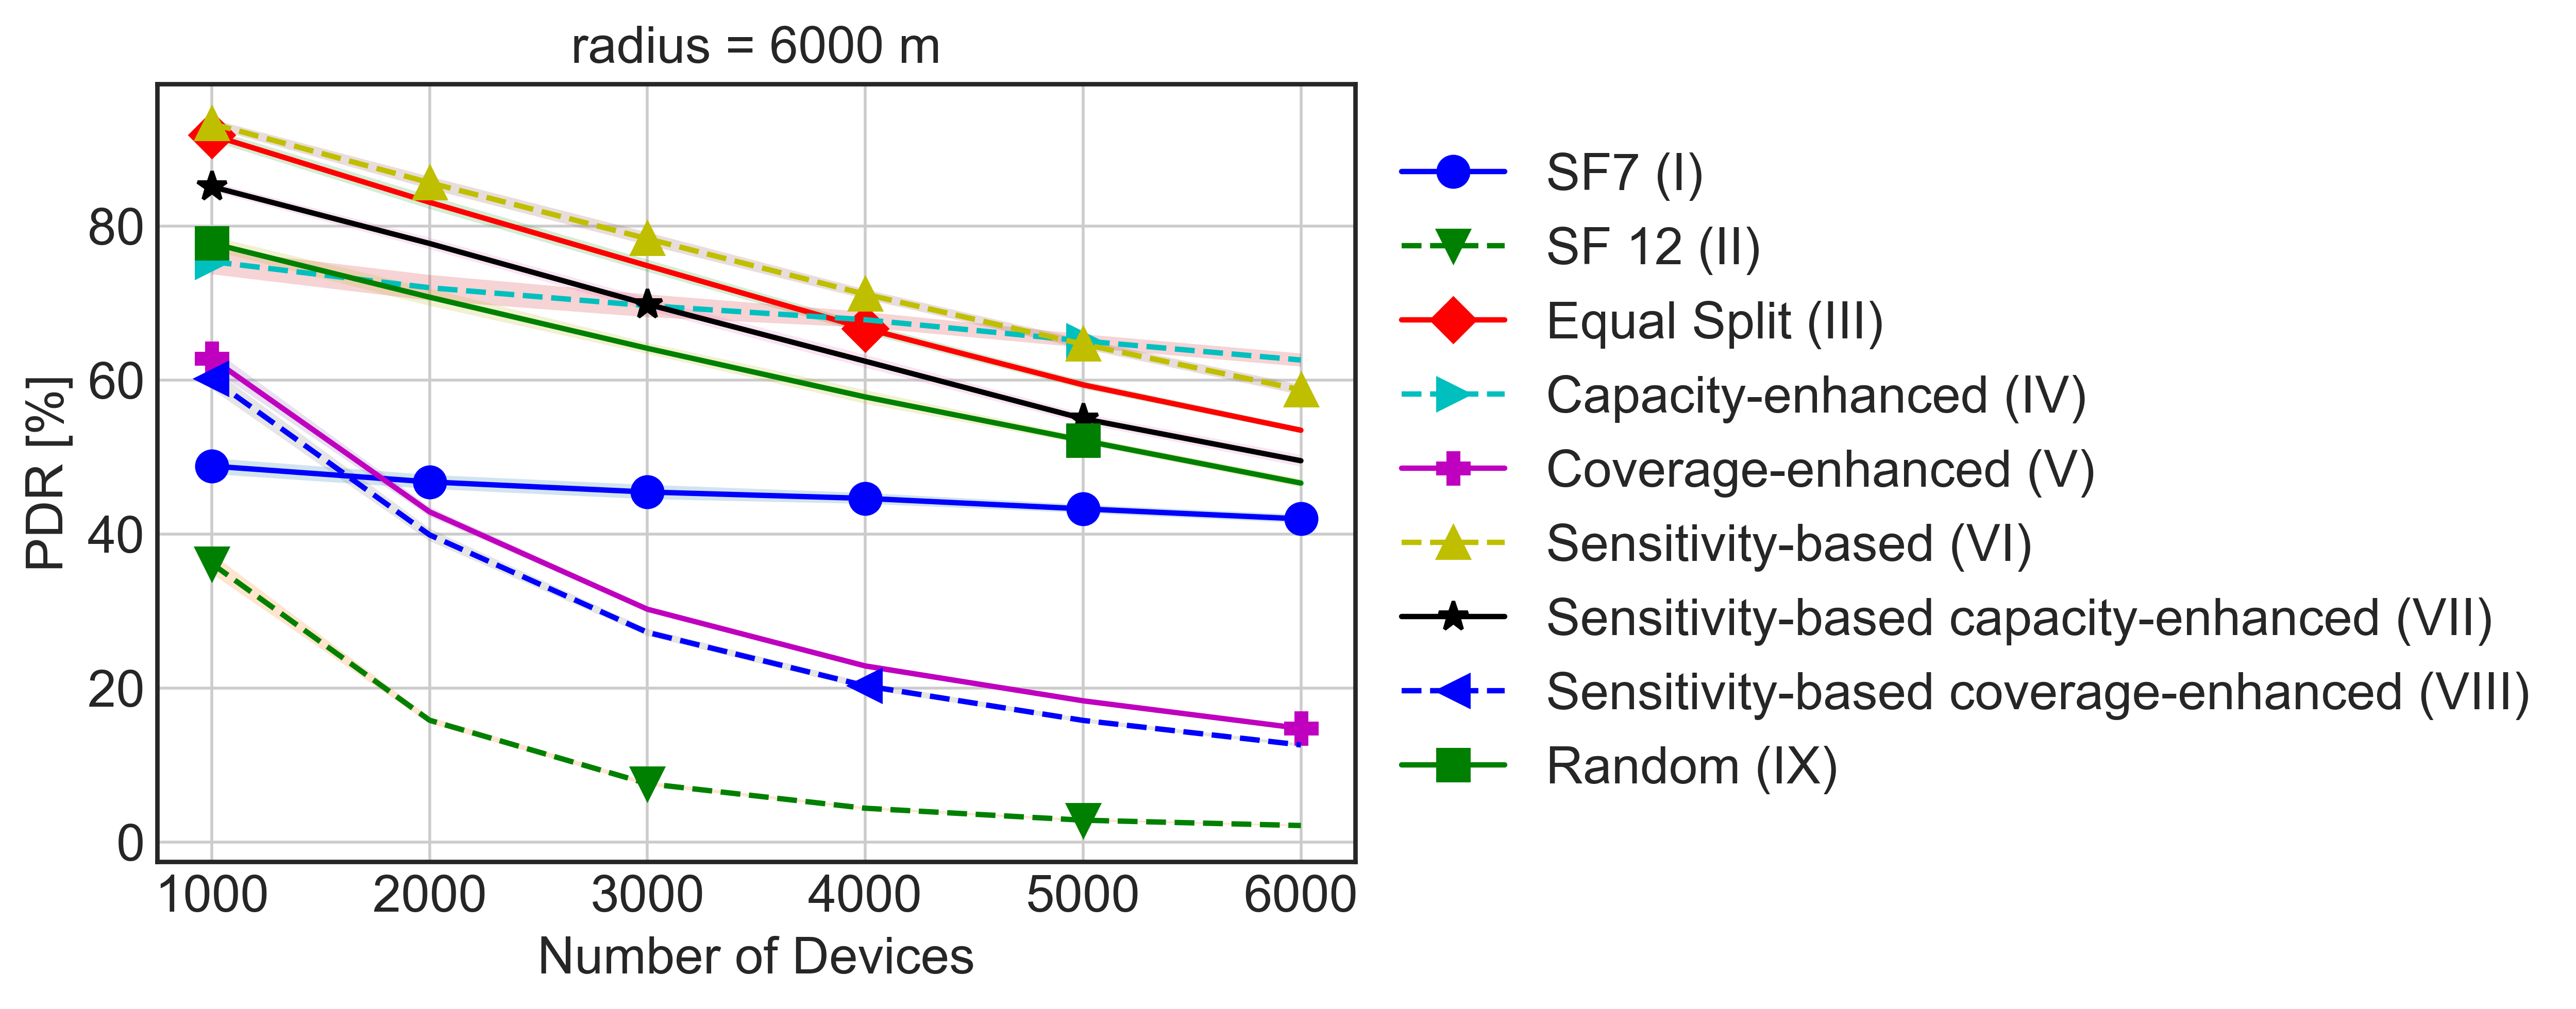 radius = 6000 m
PDR [%]
80
60
40
20
0
1000 2000 3000 4000 5000 6000
Number of Devices
SF7 (I)
SF 12 (II)
Equal Split (III)
Capacity-enhanced (IV)
Coverage-enhanced (V)
Sensitivity-based (VI)
Sensitivity-based capacity-enhanced (VII)
Sensitivity-based coverage-enhanced (VIII)
Random (IX)